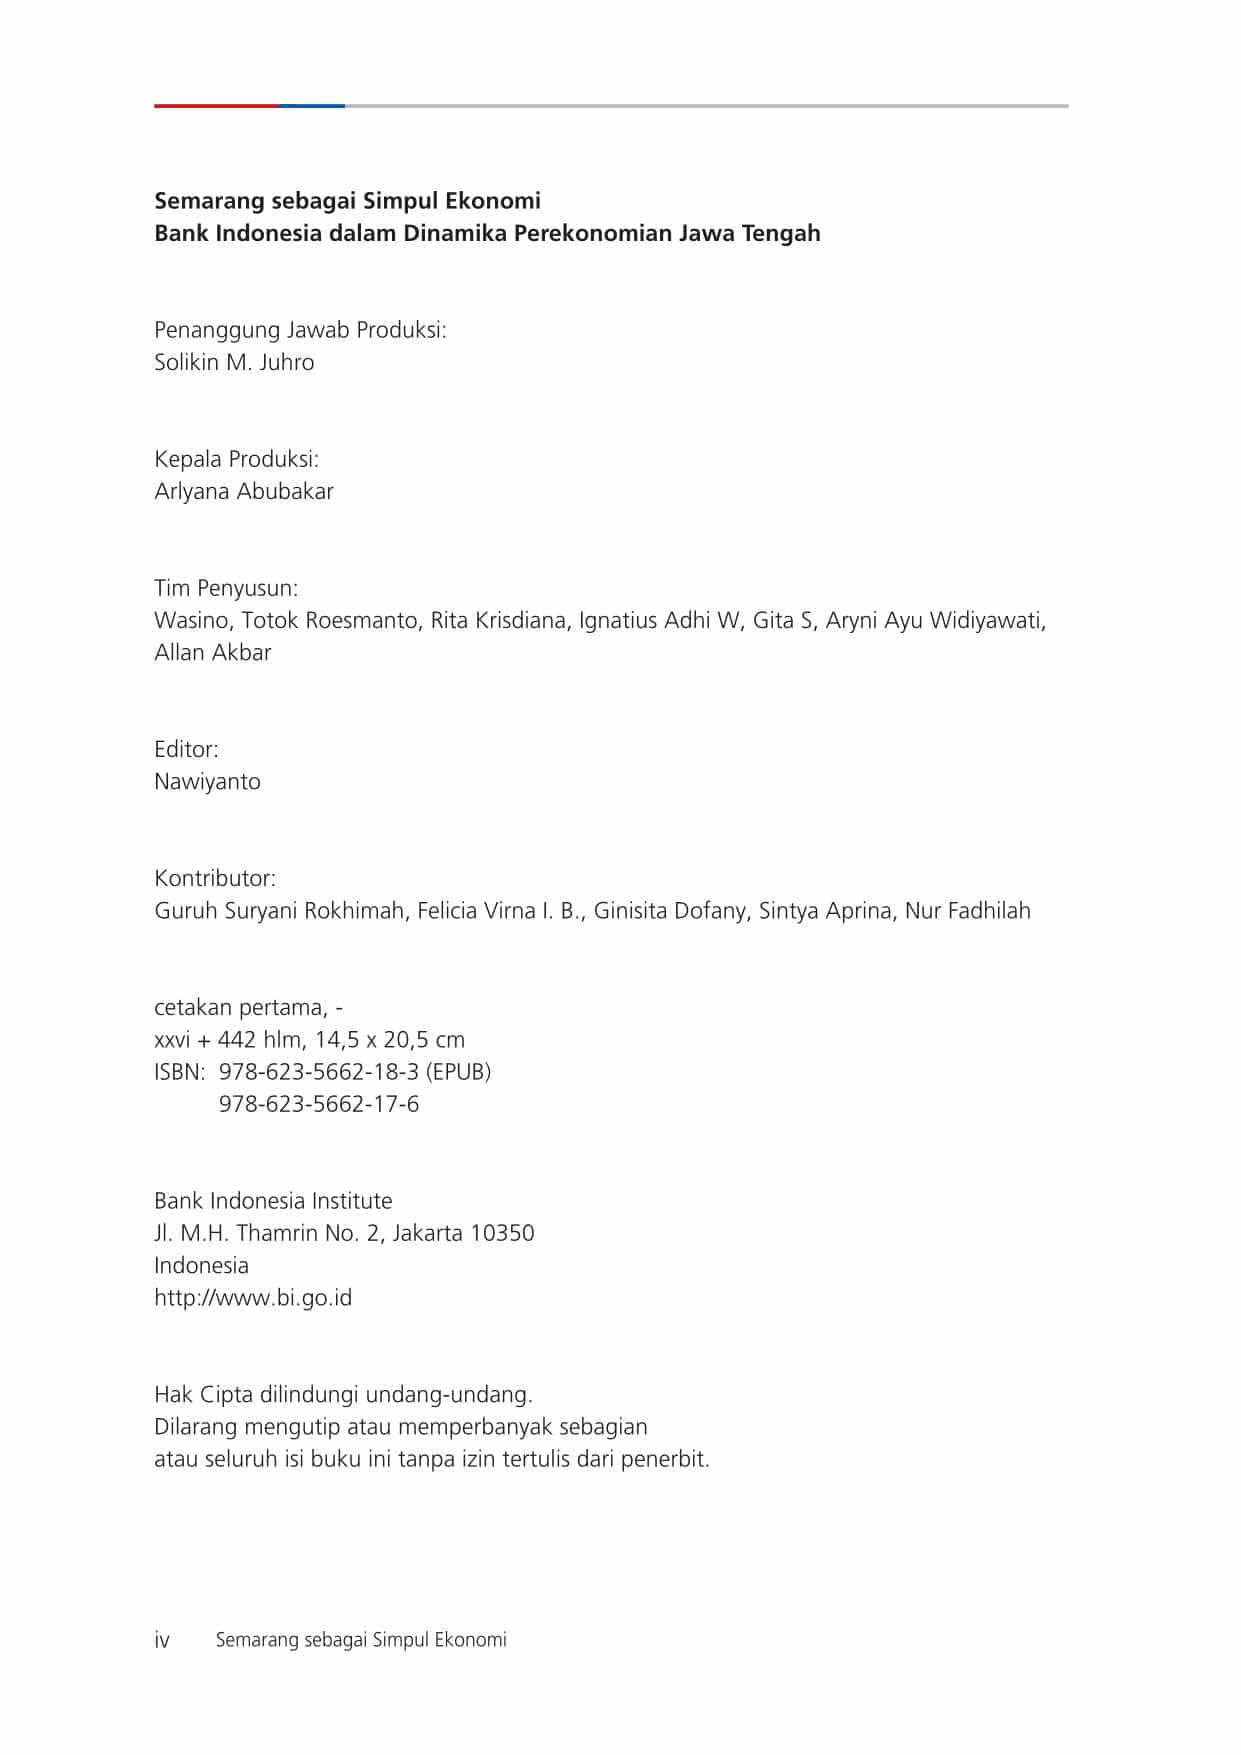 Semarang sebagai Simpul Ekonomi
Bank Indonesia dalam Dinamika Perekonomian Jawa Tengah
Penanggung Jawab Produksi:
Solikin M. Juhro
Kepala Produksi:
Arlyana Abubakar
Tim Penyusun:
Wasino, Totok Roesmanto, Rita Krisdiana, Ignatius Adhi W, Gita S, Aryni Ayu Widiyawati,
Allan Akbar
Editor:
Nawiyanto
Kontributor:
Guruh Suryani Rokhimah, Felicia Virna I. B., Ginisita Dofany, Sintya Aprina, Nur Fadhilah
cetakan pertama, -
xxvi + 442 hlm, 14,5 x 20,5 cm
ISBN: 978-623-5662-18-3 (EPUB)
978-623-5662-17-6
Bank Indonesia Institute
Jl. M.H. Thamrin No. 2, Jakarta 10350
Indonesia
http://www.bi.go.id
Hak Cipta dilindungi undang-undang.
Dilarang mengutip atau memperbanyak sebagian
atau seluruh isi buku ini tanpa izin tertulis dari penerbit.
iv Semarang sebagai Simpul Ekonomi